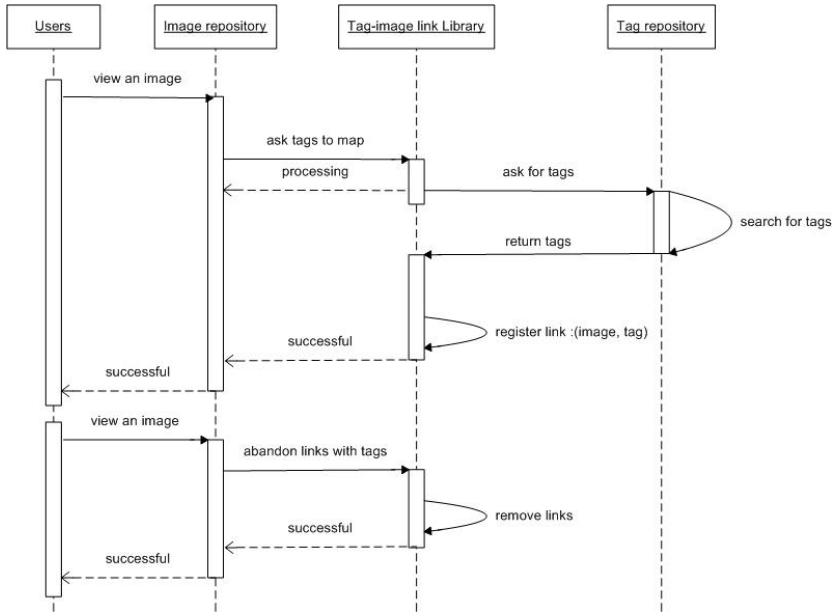 Users
Image repository
Tag-image link Library
Tag repository
view an image
ask tags to map
processing
ask for tags
search for tags
return tags
register link :(image, tag)
successful
successful
view an image
abandon links with tags
remove links
successful
successful